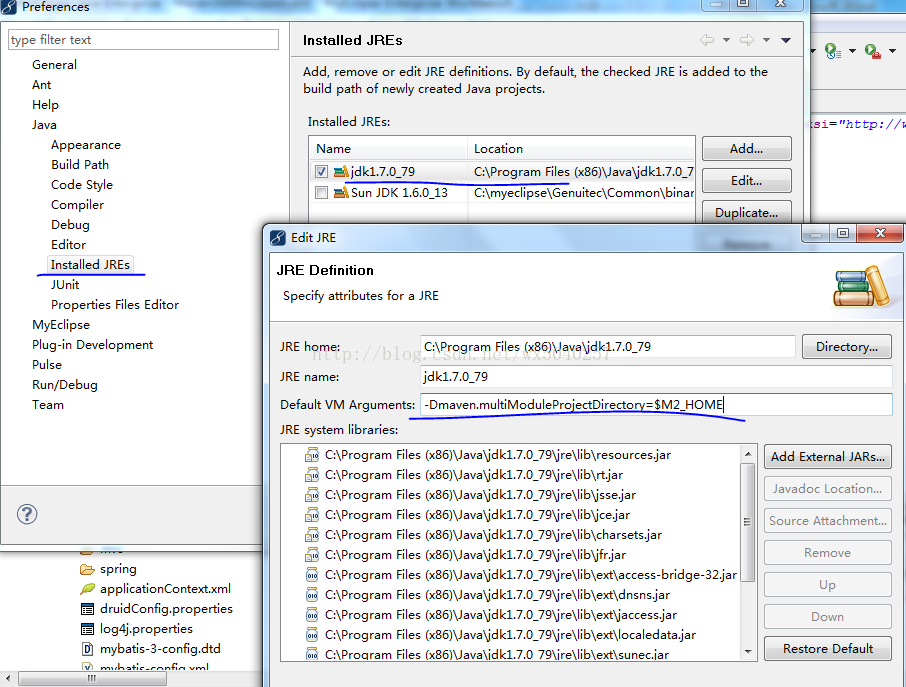 Preferences
type filter text
General
Ant
Help
Java
Appearance
Build Path
Code Style
Compiler
Debug
Editor
Installed JREs
JUnit
Properties Files Editor
MyEclipse
Plug-in Development
Pulse
Run/Debug
Team
Installed JREs
Add, remove or edit JRE definitions. By default, the checked JRE is added to the
build path of newly created Java projects.
Installed JREs:
Name Location
jdk1.7.0_79 C:\Program Files (x86)\Java\jdk1.7.0_7
Sun JDK 1.6.0_13 C:\myeclipse\Genuitec\Common\binar
Add...
Edit...
Duplicate...
si="http://w
Edit JRE
JRE Definition
Specify attributes for a JRE
JRE home: C:\Program Files (x86)\Java\jdk1.7.0_79 Directory...
JRE name: jdk1.7.0_79
Default VM Arguments: -Dmaven.multiModuleProjectDirectory=$M2_HOME
JRE system libraries:
C:\Program Files (x86)\Java\jdk1.7.0_79\jre\lib\resources.jar
C:\Program Files (x86)\Java\jdk1.7.0_79\jre\lib\rt.jar
C:\Program Files (x86)\Java\jdk1.7.0_79\jre\lib\jsse.jar
C:\Program Files (x86)\Java\jdk1.7.0_79\jre\lib\jce.jar
C:\Program Files (x86)\Java\jdk1.7.0_79\jre\lib\charsets.jar
C:\Program Files (x86)\Java\jdk1.7.0_79\jre\lib\jfr.jar
C:\Program Files (x86)\Java\jdk1.7.0_79\jre\lib\ext\access-bridge-32.jar
C:\Program Files (x86)\Java\jdk1.7.0_79\jre\lib\ext\dnsns.jar
C:\Program Files (x86)\Java\jdk1.7.0_79\jre\lib\ext\jaccess.jar
C:\Program Files (x86)\Java\jdk1.7.0_79\jre\lib\ext\localedata.jar
C:\Program Files (x86)\Java\jdk1.7.0_79\jre\lib\ext\sunec.jar
Add External JARs...
Javadoc Location...
Source Attachment...
Remove
Up
Down
Restore Default
spring
applicationContext.xml
druidConfig.properties
log4j.properties
mybatis-3-config.dtd
mybatis-config.xml